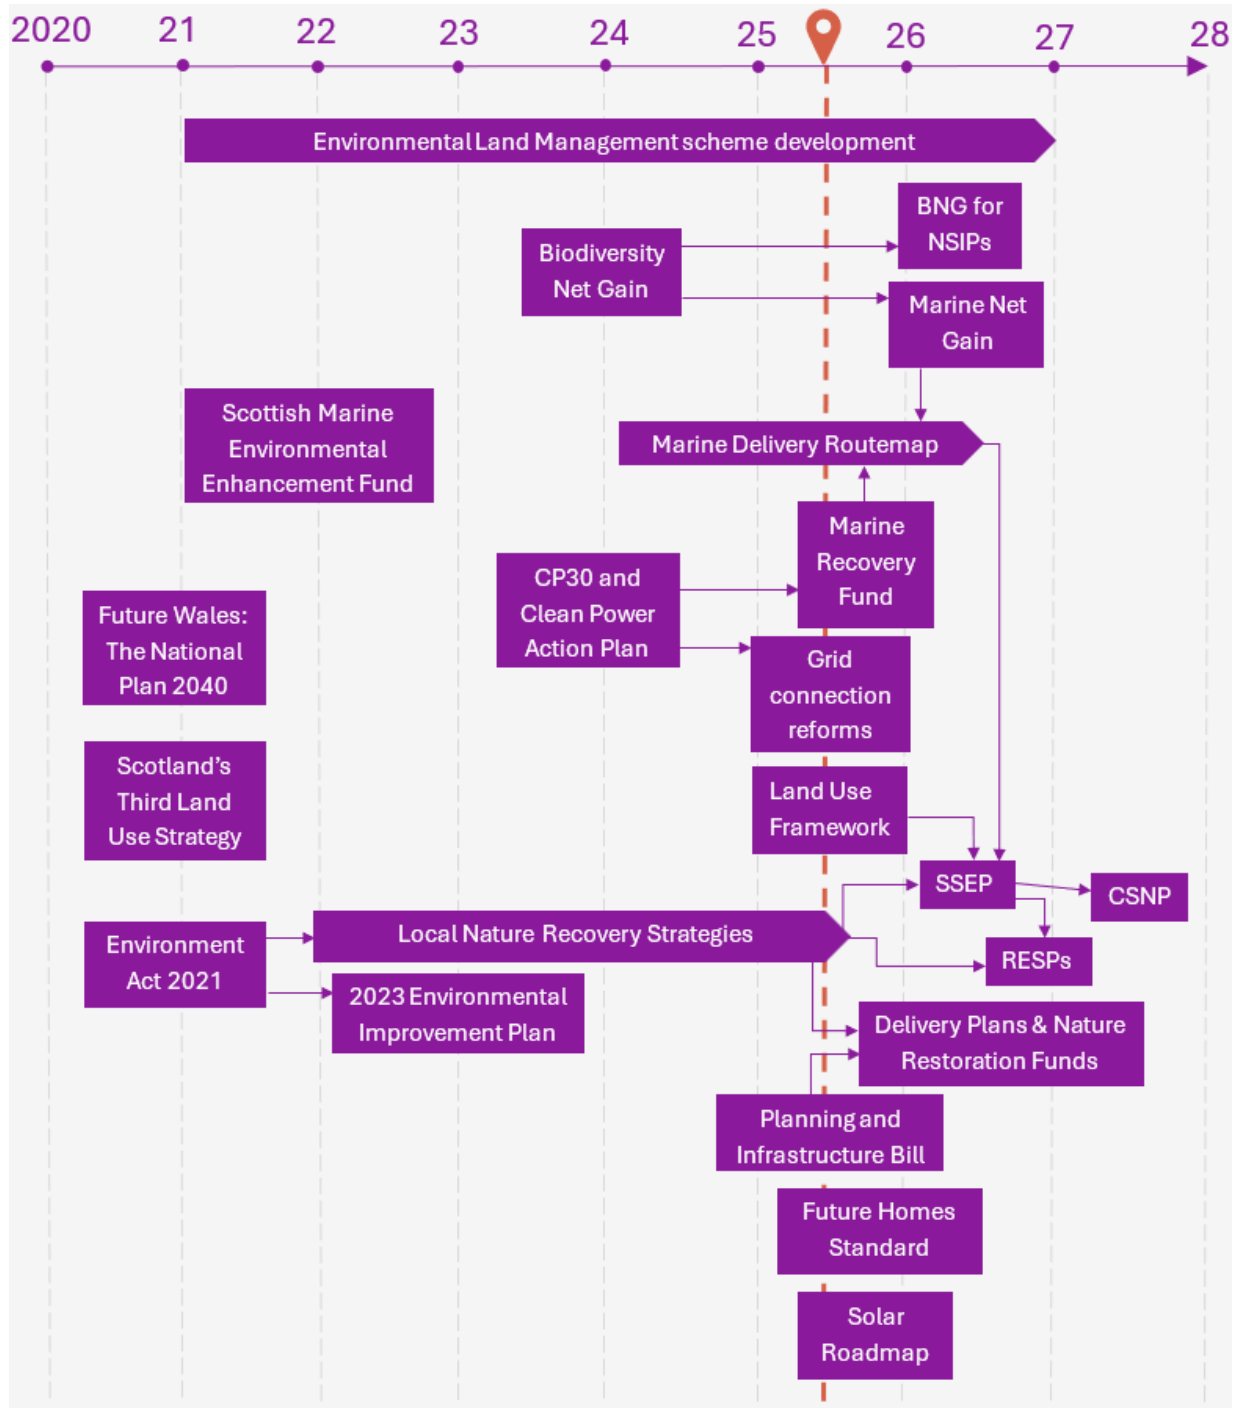 2020 21 22 23 24 25 26 27 28
Environmental Land Management scheme development
BNG for
NSIPs
Biodiversity
Net Gain
Marine Net
Gain
Scottish Marine
Environmental
Enhancement Fund
Marine Delivery Routemap
Marine
Recovery
Fund
CP30 and
Clean Power
Action Plan
Future Wales:
The National
Plan 2040
Grid
connection
reforms
Scotland's
Third Land
Use Strategy
Land Use
Framework
SSEP
CSNP
Environment
Act 2021
Local Nature Recovery Strategies
RESPs
2023 Environmental
Improvement Plan
Delivery Plans & Nature
Restoration Funds
Planning and
Infrastructure Bill
Future Homes
Standard
Solar
Roadmap